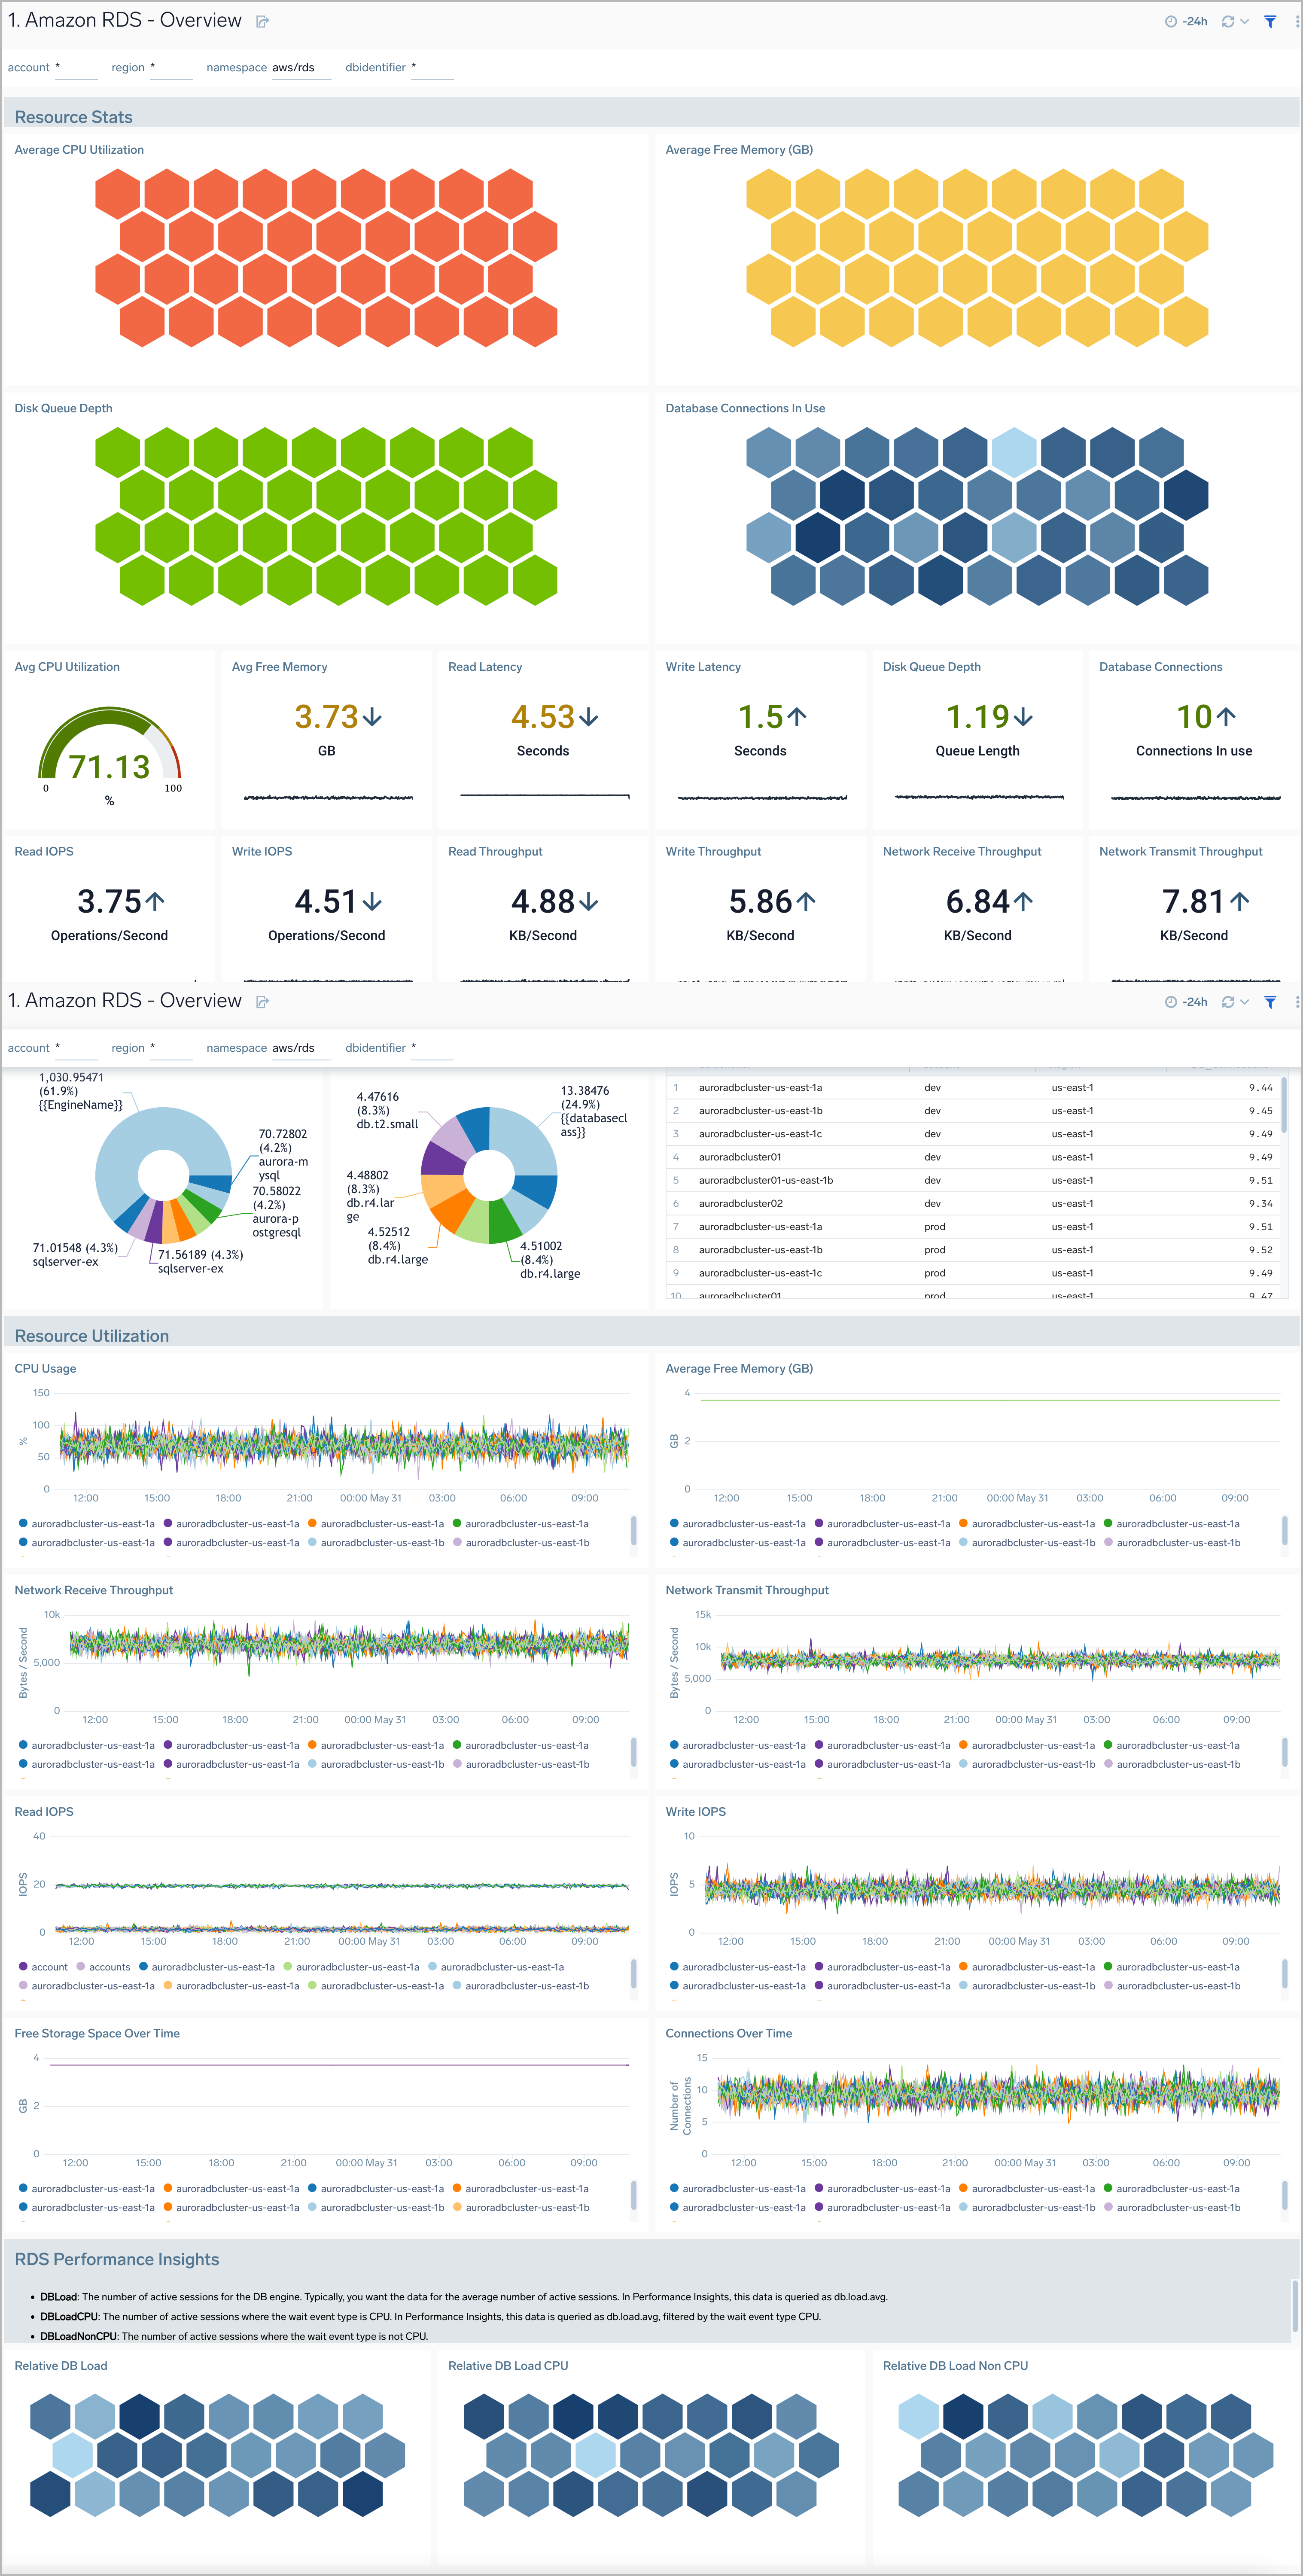 1. Amazon RDS - Overview
-24h
account *
region *
namespace aws/rds
dbidentifier *
Resource Stats
Average CPU Utilization
Average Free Memory (GB)
Disk Queue Depth
Database Connections In Use
Avg CPU Utilization
71.13
0
100
%
Avg Free Memory
3.73
GB
Read Latency
4.53
Seconds
Write Latency
1.5
Seconds
Disk Queue Depth
1.19
Queue Length
Database Connections
10
Connections In use
Read IOPS
3.75
Operations/Second
Write IOPS
4.51
Operations/Second
Read Throughput
4.88
KB/Second
Write Throughput
5.86
KB/Second
Network Receive Throughput
6.84
KB/Second
Network Transmit Throughput
7.81
KB/Second
1. Amazon RDS - Overview
-24h
account *
region *
namespace aws/rds
dbidentifier *
1,030.95471
(61.9%)
{{EngineName}}
70.72802
(4.2%)
aurora-m
ysql
70.58022
(4.2%)
aurora-p
ostgresql
71.01548 (4.3%)
sqlserver-ex
71.56189 (4.3%)
sqlserver-ex
4.47616
(8.3%)
db.t2.small
13.38476
(24.9%)
{{databasecl
ass}}
4.48802
(8.3%)
db.r4.lar
ge
4.52512
(8.4%)
db.r4.large
4.51002
(8.4%)
db.r4.large
1 auroradbcluster-us-east-1a dev us-east-1 9.44
2 auroradbcluster-us-east-1b dev us-east-1 9.45
3 auroradbcluster-us-east-1c dev us-east-1 9.49
4 auroradbcluster01 dev us-east-1 9.49
5 auroradbcluster01-us-east-1b dev us-east-1 9.51
6 auroradbcluster02 dev us-east-1 9.34
7 auroradbcluster-us-east-1a prod us-east-1 9.51
8 auroradbcluster-us-east-1b prod us-east-1 9.52
9 auroradbcluster-us-east-1c prod us-east-1 9.49
10 auroradbcluster01 prod us-east-1 9.47
Resource Utilization
CPU Usage
150
100
50
0
%
12:00 15:00 18:00 21:00 00:00 May 31 03:00 06:00 09:00
auroradbcluster-us-east-1a auroradbcluster-us-east-1a auroradbcluster-us-east-1a auroradbcluster-us-east-1a
auroradbcluster-us-east-1a auroradbcluster-us-east-1a auroradbcluster-us-east-1b auroradbcluster-us-east-1b
Average Free Memory (GB)
4
2
0
GB
12:00 15:00 18:00 21:00 00:00 May 31 03:00 06:00 09:00
auroradbcluster-us-east-1a auroradbcluster-us-east-1a auroradbcluster-us-east-1a auroradbcluster-us-east-1a
auroradbcluster-us-east-1a auroradbcluster-us-east-1a auroradbcluster-us-east-1b auroradbcluster-us-east-1b
Network Receive Throughput
10k
5,000
0
Bytes / Second
12:00 15:00 18:00 21:00 00:00 May 31 03:00 06:00 09:00
auroradbcluster-us-east-1a auroradbcluster-us-east-1a auroradbcluster-us-east-1a auroradbcluster-us-east-1a
auroradbcluster-us-east-1a auroradbcluster-us-east-1a auroradbcluster-us-east-1b auroradbcluster-us-east-1b
Network Transmit Throughput
15k
10k
5,000
0
Bytes / Second
12:00 15:00 18:00 21:00 00:00 May 31 03:00 06:00 09:00
auroradbcluster-us-east-1a auroradbcluster-us-east-1a auroradbcluster-us-east-1a auroradbcluster-us-east-1a
auroradbcluster-us-east-1a auroradbcluster-us-east-1a auroradbcluster-us-east-1b auroradbcluster-us-east-1b
Read IOPS
40
20
0
IOPS
12:00 15:00 18:00 21:00 00:00 May 31 03:00 06:00 09:00
account accounts auroradbcluster-us-east-1a auroradbcluster-us-east-1a auroradbcluster-us-east-1a
auroradbcluster-us-east-1a auroradbcluster-us-east-1a auroradbcluster-us-east-1a auroradbcluster-us-east-1b
Write IOPS
10
5
0
IOPS
12:00 15:00 18:00 21:00 00:00 May 31 03:00 06:00 09:00
auroradbcluster-us-east-1a auroradbcluster-us-east-1a auroradbcluster-us-east-1a auroradbcluster-us-east-1a
auroradbcluster-us-east-1a auroradbcluster-us-east-1a auroradbcluster-us-east-1b auroradbcluster-us-east-1b
Free Storage Space Over Time
4
2
0
GB
12:00 15:00 18:00 21:00 00:00 May 31 03:00 06:00 09:00
auroradbcluster-us-east-1a auroradbcluster-us-east-1a auroradbcluster-us-east-1a auroradbcluster-us-east-1a
auroradbcluster-us-east-1a auroradbcluster-us-east-1a auroradbcluster-us-east-1b auroradbcluster-us-east-1b
Connections Over Time
15
10
5
0
Number of
Connections
12:00 15:00 18:00 21:00 00:00 May 31 03:00 06:00 09:00
auroradbcluster-us-east-1a auroradbcluster-us-east-1a auroradbcluster-us-east-1a auroradbcluster-us-east-1a
auroradbcluster-us-east-1a auroradbcluster-us-east-1a auroradbcluster-us-east-1b auroradbcluster-us-east-1b
RDS Performance Insights
• DBLoad: The number of active sessions for the DB engine. Typically, you want the data for the average number of active sessions. In Performance Insights, this data is queried as db.load.avg.
• DBLoadCPU: The number of active sessions where the wait event type is CPU. In Performance Insights, this data is queried as db.load.avg, filtered by the wait event type CPU.
• DBLoadNonCPU: The number of active sessions where the wait event type is not CPU.
Relative DB Load
Relative DB Load CPU
Relative DB Load Non CPU